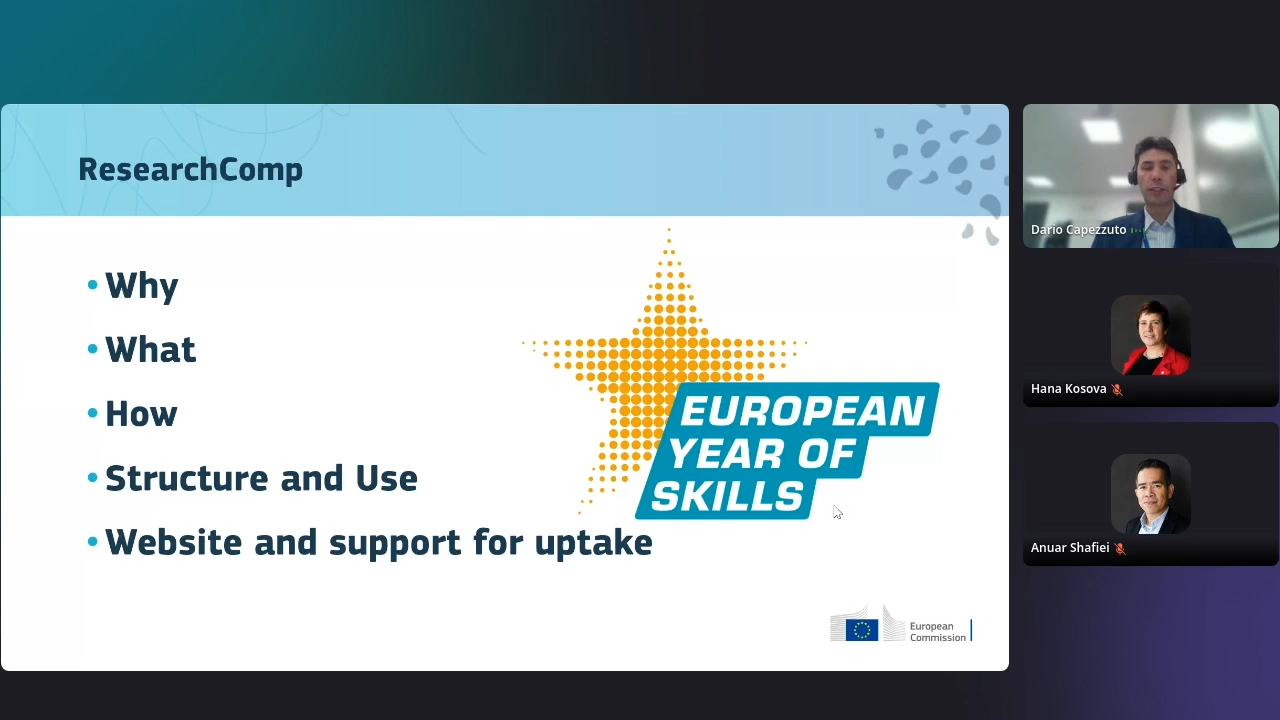 ResearchComp
• Why
• What
• How
• Structure and Use
• Website and support for uptake
EUROPEAN
YEAR OF
SKILLS
European
Commission
Dario Capezzuto
Hana Kosova
Anuar Shafiei